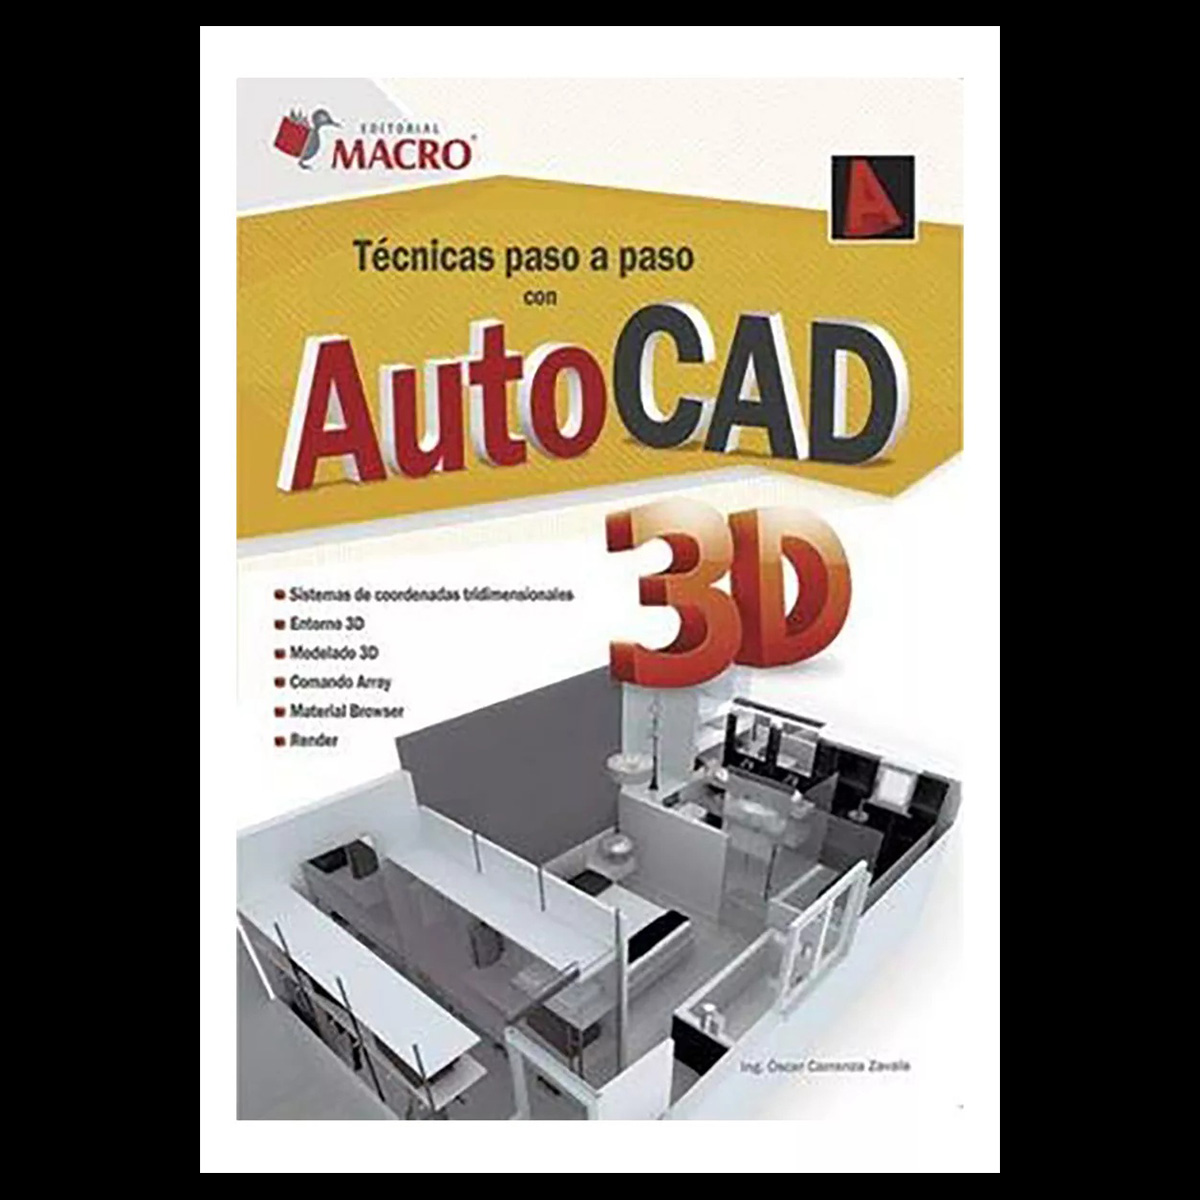 EDITORIAL
MACRO
Técnicas paso a paso
con
AutoCAD
3D
Sistemas de coordenadas tridimensionales
Entorno 3D
Modelado 3D
Comando Array
Material Browser
Render
Ing. Oscar Carranza Zavala